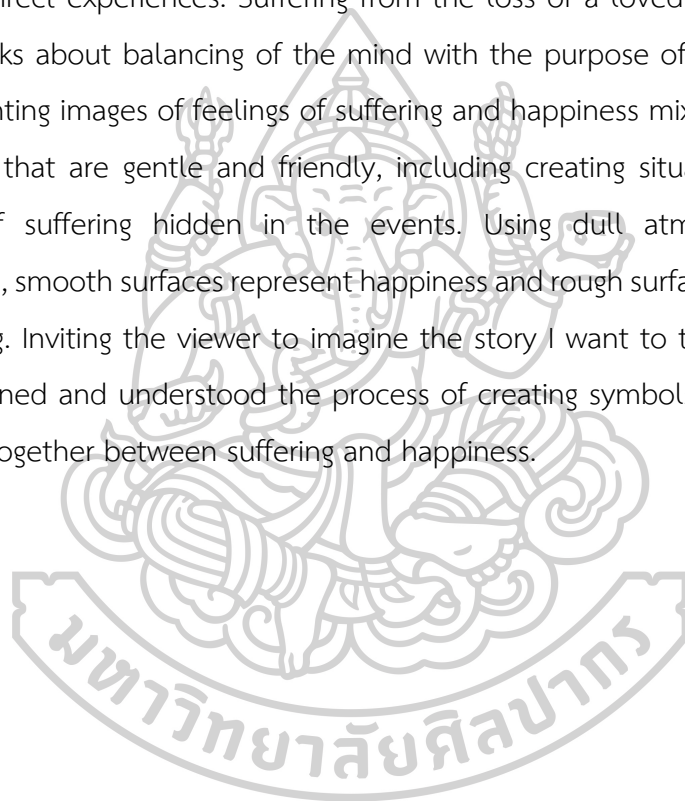 direct experiences. Suffering from the loss of a loved
ks about balancing of the mind with the purpose of
nting images of feelings of suffering and happiness mix
that are gentle and friendly, including creating situa
f suffering hidden in the events. Using dull atm
, smooth surfaces represent happiness and rough surfa
g. Inviting the viewer to imagine the story I want to t
ned and understood the process of creating symbol
together between suffering and happiness.
มหาวิทยาลัยศิลปากร